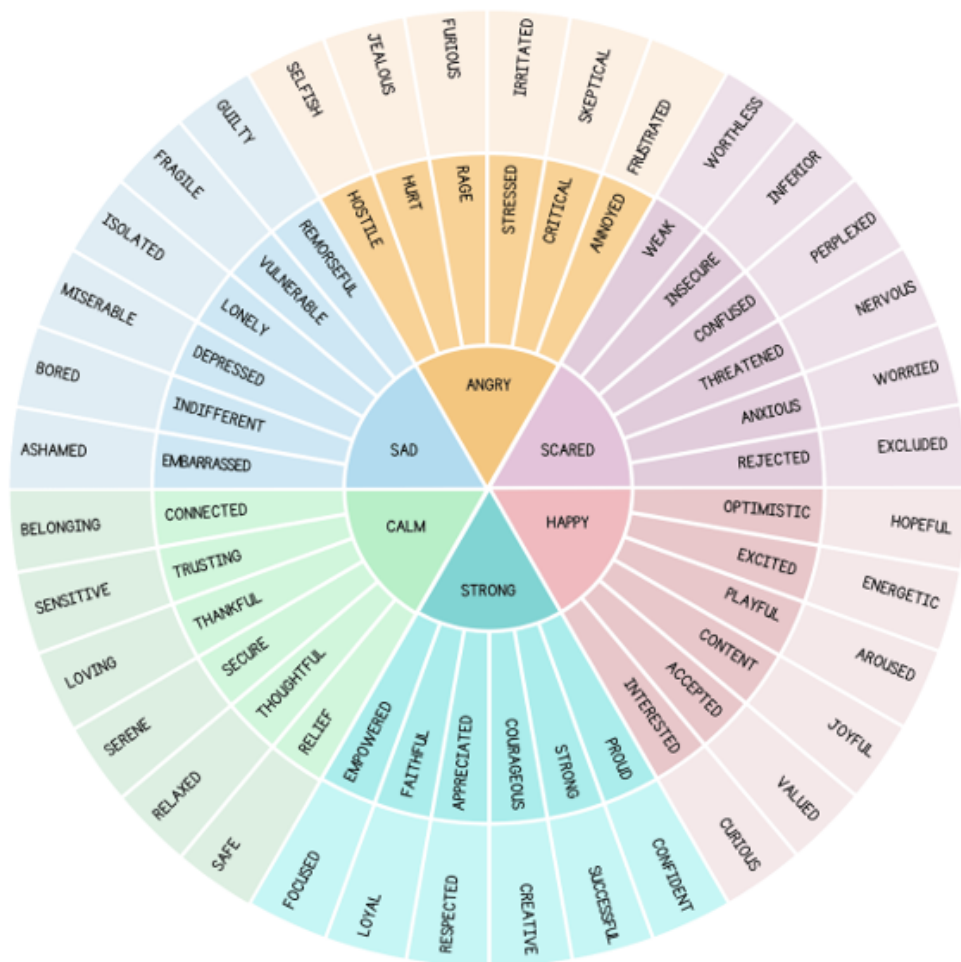 SELFISH
JEALOUS
FURIOUS
IRRITATED
SKEPTICAL
FRUSTRATED
HOSTILE
HURT
RAGE
STRESSED
CRITICAL
ANNOYED
ANGRY
WORTHLESS
INFERIOR
PERPLEXED
NERVOUS
WORRIED
EXCLUDED
WEAK
INSECURE
CONFUSED
THREATENED
ANXIOUS
REJECTED
SCARED
HOPEFUL
ENERGETIC
AROUSED
JOYFUL
VALUED
CURIOUS
OPTIMISTIC
EXCITED
PLAYFUL
CONTENT
ACCEPTED
INTERESTED
HAPPY
CONFIDENT
SUCCESSFUL
CREATIVE
RESPECTED
LOYAL
FOCUSED
PROUD
STRONG
COURAGEOUS
APPRECIATED
FAITHFUL
EMPOWERED
STRONG
SAFE
RELAXED
SERENE
LOVING
SENSITIVE
BELONGING
RELIEF
THOUGHTFUL
SECURE
THANKFUL
TRUSTING
CONNECTED
CALM
ASHAMED
BORED
MISERABLE
ISOLATED
FRAGILE
GUILTY
EMBARRASSED
INDIFFERENT
DEPRESSED
LONELY
VULNERABLE
REMORSEFUL
SAD